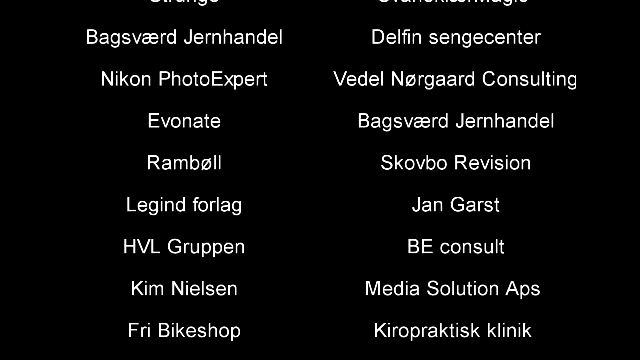 Bagsværd Jernhandel Delfin sengecenter
Nikon PhotoExpert Vedel Nørgaard Consulting
Evonate Bagsværd Jernhandel
Rambøll Skovbo Revision
Legind forlag Jan Garst
HVL Gruppen BE consult
Kim Nielsen Media Solution Aps
Fri Bikeshop Kiropraktisk klinik